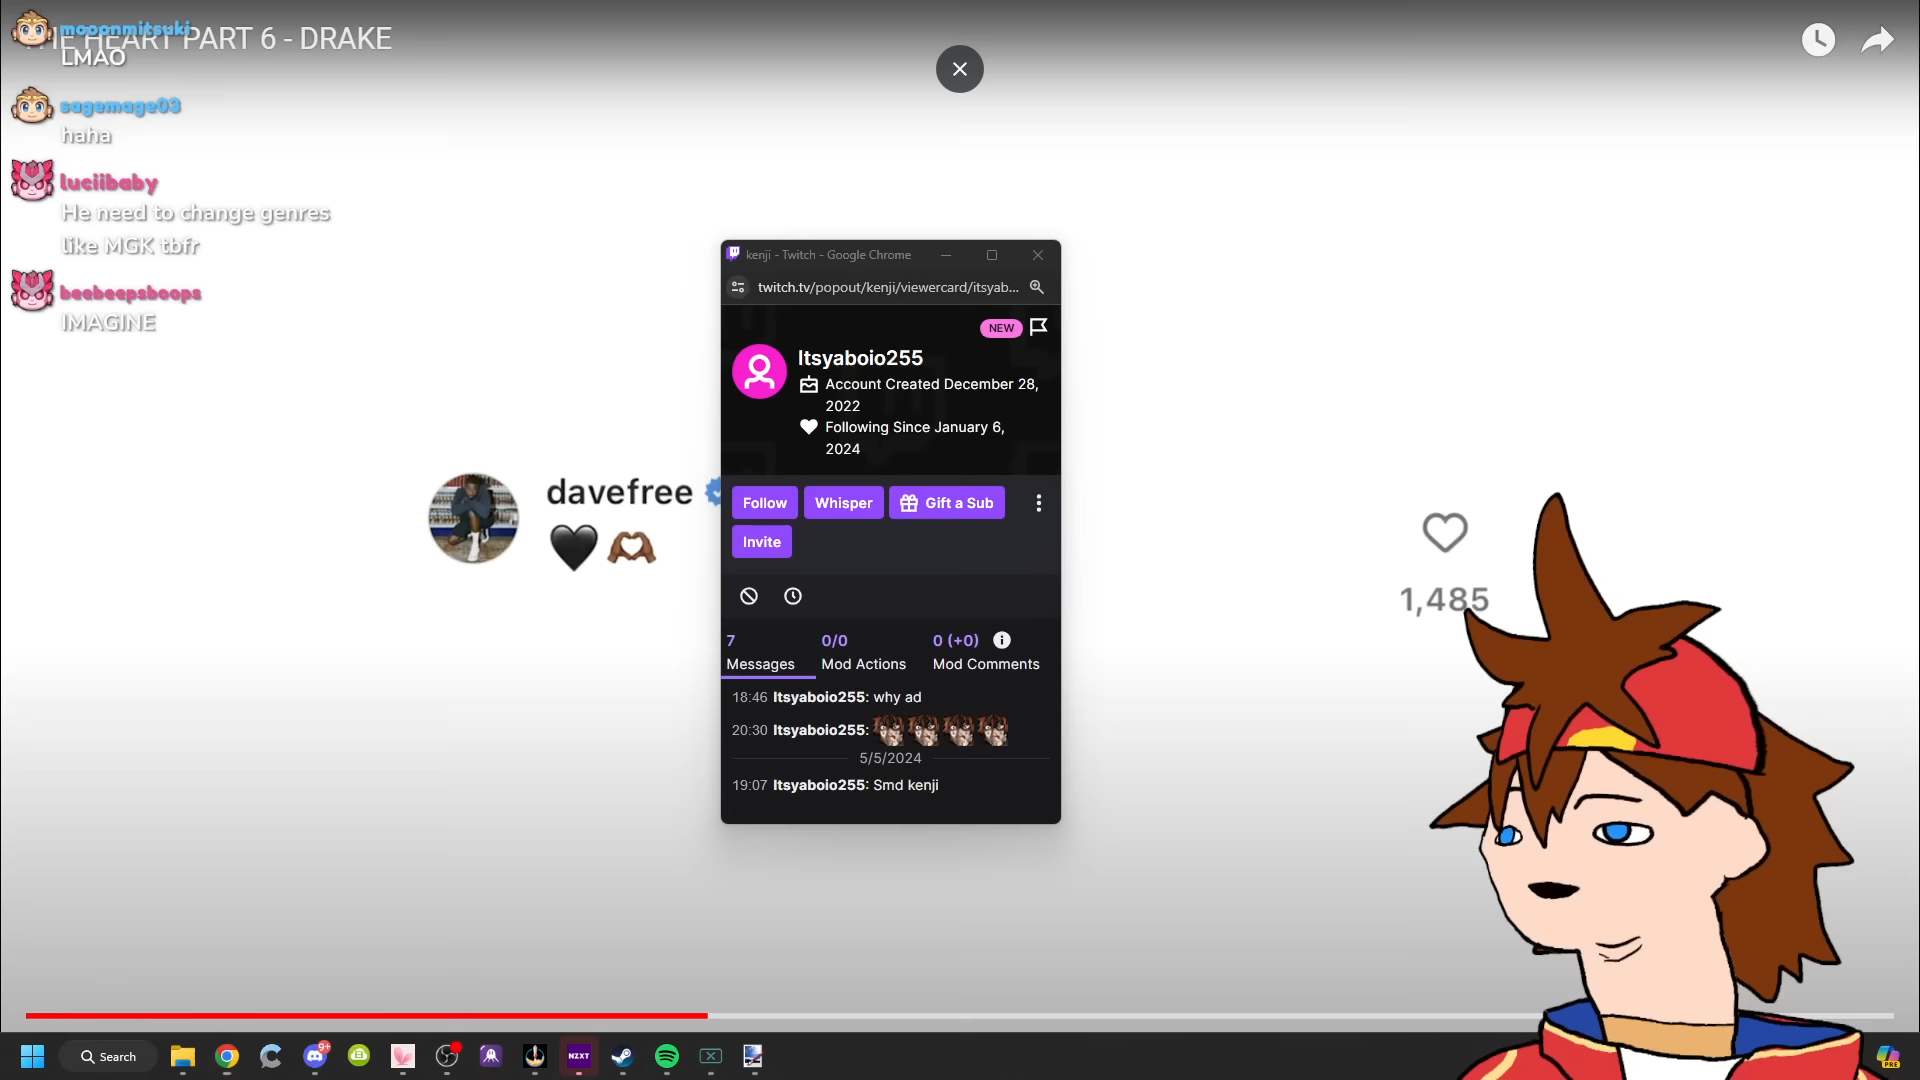 THE HEART PART 6 - DRAKE
mooonmitsuki
LMAO
sagemage03
haha
luciibaby
He need to change genres
like MGK tbfr
beebeepsboops
IMAGINE
kenji - Twitch - Google Chrome
twitch.tv/popout/kenji/viewercard/itsyab...
NEW
Itsyaboio255
Account Created December 28,
2022
Following Since January 6,
2024
davefree
🖤 🫶🏾
Follow
Whisper
Gift a Sub
Invite
1,485
7
0/0
0 (+0)
Messages
Mod Actions
Mod Comments
18:46 Itsyaboio255: why ad
20:30 Itsyaboio255:
5/5/2024
19:07 Itsyaboio255: Smd kenji
Search
9+
NZXT
PRE